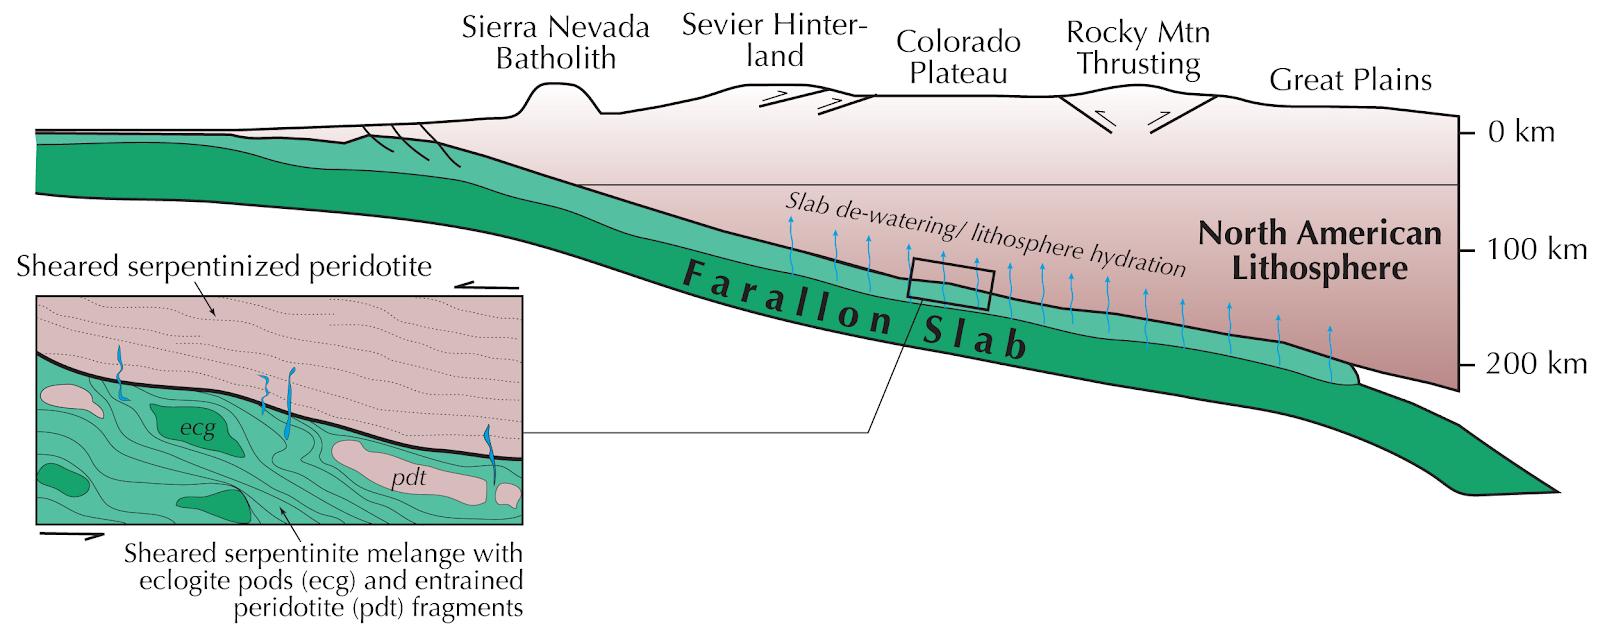 Sierra Nevada
Batholith
Sevier Hinter-
land
Colorado
Plateau
Rocky Mtn
Thrusting
Great Plains
0 km
100 km
200 km
Slab de-watering/ lithosphere hydration
North American
Lithosphere
Farallon Slab
Sheared serpentinized peridotite
ecg
pdt
Sheared serpentinite melange with
eclogite pods (ecg) and entrained
peridotite (pdt) fragments